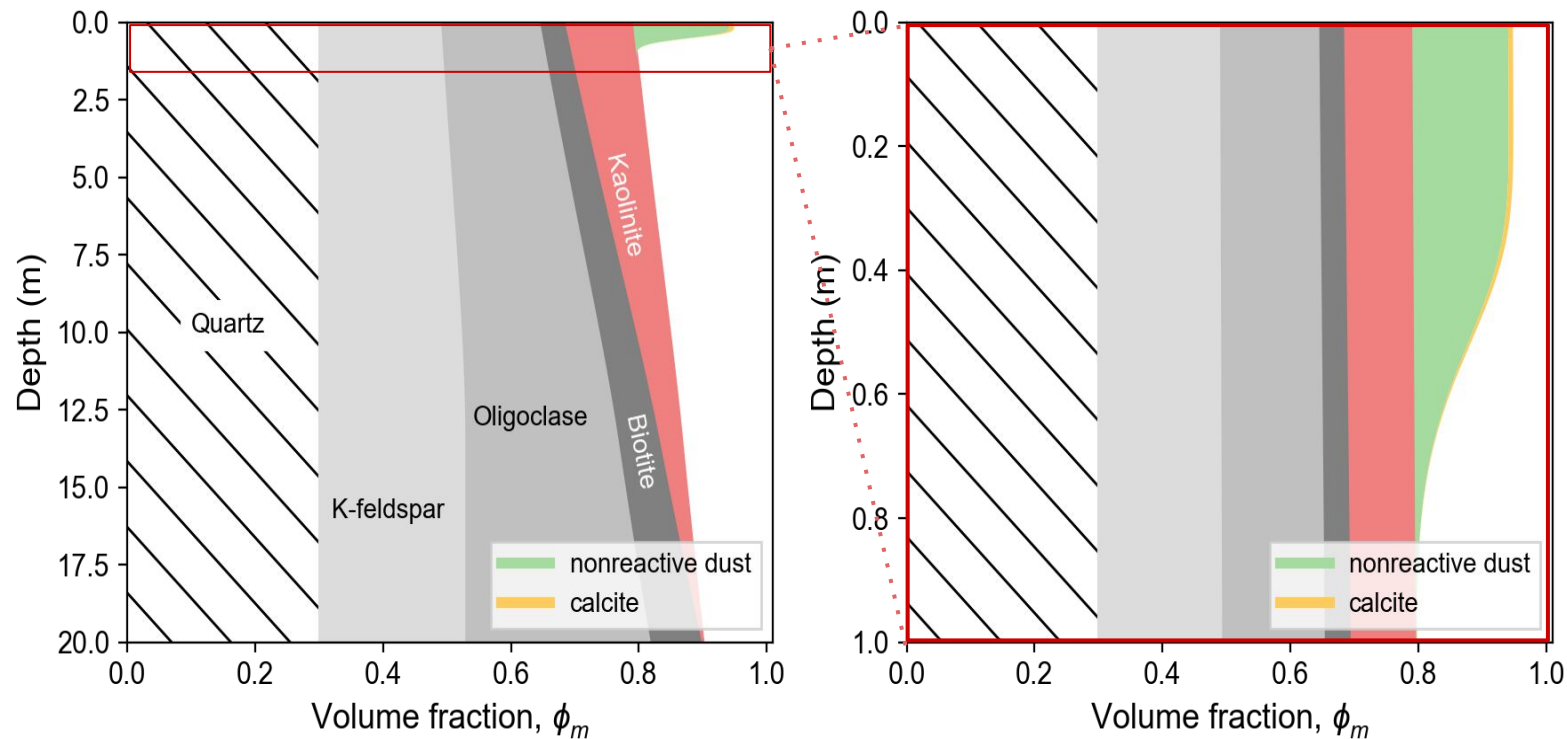 0.0
2.5
5.0
7.5
10.0
12.5
15.0
17.5
20.0
Depth (m)
Quartz
K-feldspar
Oligoclase
Biotite
Kaolinite
nonreactive dust
calcite
0.0 0.2 0.4 0.6 0.8 1.0
Volume fraction, ϕₘ
0.0
0.2
0.4
0.6
0.8
1.0
Depth (m)
nonreactive dust
calcite
0.0 0.2 0.4 0.6 0.8 1.0
Volume fraction, ϕₘ